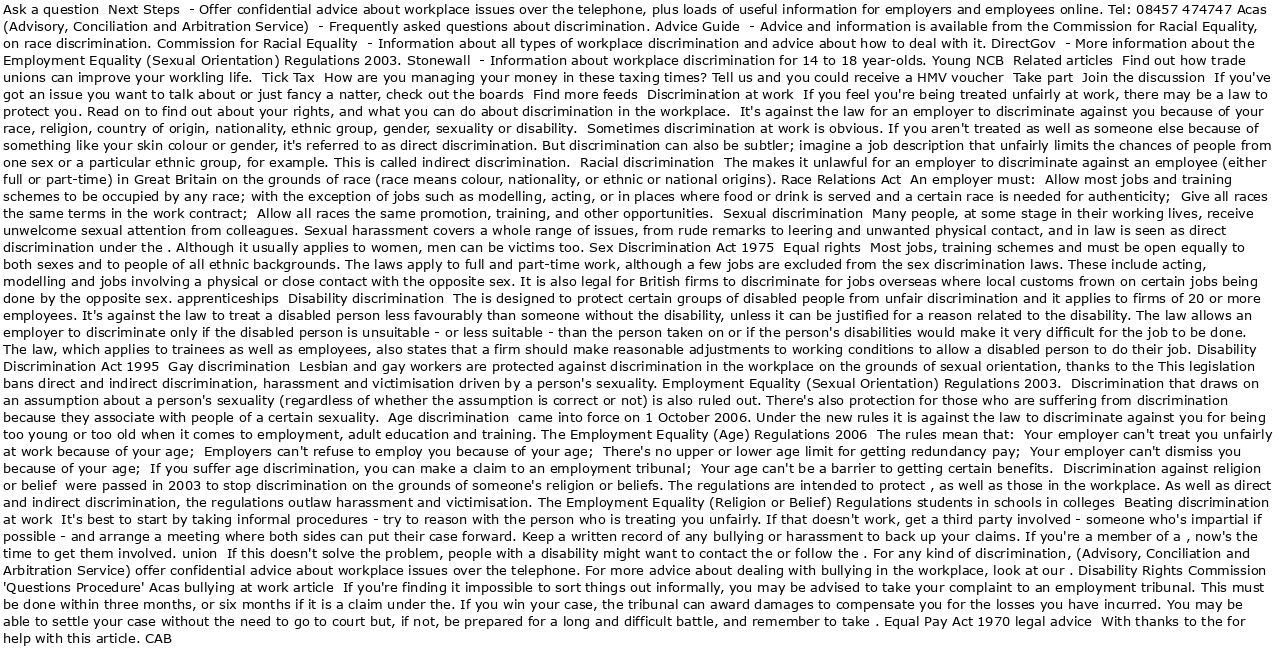 Ask a question  Next Steps  - Offer confidential advice about workplace issues over the telephone, plus loads of useful information for employers and employees online. Tel: 08457 474747 Acas
(Advisory, Conciliation and Arbitration Service)  - Frequently asked questions about discrimination. Advice Guide  - Advice and information is available from the Commission for Racial Equality,
on race discrimination. Commission for Racial Equality  - Information about all types of workplace discrimination and advice about how to deal with it. DirectGov  - More information about the
Employment Equality (Sexual Orientation) Regulations 2003. Stonewall  - Information about workplace discrimination for 14 to 18 year-olds. Young NCB  Related articles  Find out how trade
unions can improve your workling life.  Tick Tax  How are you managing your money in these taxing times? Tell us and you could receive a HMV voucher  Take part  Join the discussion  If you've
got an issue you want to talk about or just fancy a natter, check out the boards  Find more feeds  Discrimination at work  If you feel you're being treated unfairly at work, there may be a law to
protect you. Read on to find out about your rights, and what you can do about discrimination in the workplace.  It's against the law for an employer to discriminate against you because of your
race, religion, country of origin, nationality, ethnic group, gender, sexuality or disability.  Sometimes discrimination at work is obvious. If you aren't treated as well as someone else because of
something like your skin colour or gender, it's referred to as direct discrimination. But discrimination can also be subtler; imagine a job description that unfairly limits the chances of people from
one sex or a particular ethnic group, for example. This is called indirect discrimination.  Racial discrimination  The makes it unlawful for an employer to discriminate against an employee (either
full or part-time) in Great Britain on the grounds of race (race means colour, nationality, or ethnic or national origins). Race Relations Act  An employer must:  Allow most jobs and training
schemes to be occupied by any race; with the exception of jobs such as modelling, acting, or in places where food or drink is served and a certain race is needed for authenticity;  Give all races
the same terms in the work contract;  Allow all races the same promotion, training, and other opportunities.  Sexual discrimination  Many people, at some stage in their working lives, receive
unwelcome sexual attention from colleagues. Sexual harassment covers a whole range of issues, from rude remarks to leering and unwanted physical contact, and in law is seen as direct
discrimination under the . Although it usually applies to women, men can be victims too. Sex Discrimination Act 1975  Equal rights  Most jobs, training schemes and must be open equally to
both sexes and to people of all ethnic backgrounds. The laws apply to full and part-time work, although a few jobs are excluded from the sex discrimination laws. These include acting,
modelling and jobs involving a physical or close contact with the opposite sex. It is also legal for British firms to discriminate for jobs overseas where local customs frown on certain jobs being
done by the opposite sex. apprenticeships  Disability discrimination  The is designed to protect certain groups of disabled people from unfair discrimination and it applies to firms of 20 or more
employees. It's against the law to treat a disabled person less favourably than someone without the disability, unless it can be justified for a reason related to the disability. The law allows an
employer to discriminate only if the disabled person is unsuitable - or less suitable - than the person taken on or if the person's disabilities would make it very difficult for the job to be done.
The law, which applies to trainees as well as employees, also states that a firm should make reasonable adjustments to working conditions to allow a disabled person to do their job. Disability
Discrimination Act 1995  Gay discrimination  Lesbian and gay workers are protected against discrimination in the workplace on the grounds of sexual orientation, thanks to the This legislation
bans direct and indirect discrimination, harassment and victimisation driven by a person's sexuality. Employment Equality (Sexual Orientation) Regulations 2003.  Discrimination that draws on
an assumption about a person's sexuality (regardless of whether the assumption is correct or not) is also ruled out. There's also protection for those who are suffering from discrimination
because they associate with people of a certain sexuality.  Age discrimination  came into force on 1 October 2006. Under the new rules it is against the law to discriminate against you for being
too young or too old when it comes to employment, adult education and training. The Employment Equality (Age) Regulations 2006  The rules mean that:  Your employer can't treat you unfairly
at work because of your age;  Employers can't refuse to employ you because of your age;  There's no upper or lower age limit for getting redundancy pay;  Your employer can't dismiss you
because of your age;  If you suffer age discrimination, you can make a claim to an employment tribunal;  Your age can't be a barrier to getting certain benefits.  Discrimination against religion
or belief  were passed in 2003 to stop discrimination on the grounds of someone's religion or beliefs. The regulations are intended to protect , as well as those in the workplace. As well as direct
and indirect discrimination, the regulations outlaw harassment and victimisation. The Employment Equality (Religion or Belief) Regulations students in schools in colleges  Beating discrimination
at work  It's best to start by taking informal procedures - try to reason with the person who is treating you unfairly. If that doesn't work, get a third party involved - someone who's impartial if
possible - and arrange a meeting where both sides can put their case forward. Keep a written record of any bullying or harassment to back up your claims. If you're a member of a , now's the
time to get them involved. union  If this doesn't solve the problem, people with a disability might want to contact the or follow the . For any kind of discrimination, (Advisory, Conciliation and
Arbitration Service) offer confidential advice about workplace issues over the telephone. For more advice about dealing with bullying in the workplace, look at our . Disability Rights Commission
'Questions Procedure' Acas bullying at work article  If you're finding it impossible to sort things out informally, you may be advised to take your complaint to an employment tribunal. This must
be done within three months, or six months if it is a claim under the. If you win your case, the tribunal can award damages to compensate you for the losses you have incurred. You may be
able to settle your case without the need to go to court but, if not, be prepared for a long and difficult battle, and remember to take . Equal Pay Act 1970 legal advice  With thanks to the for
help with this article. CAB